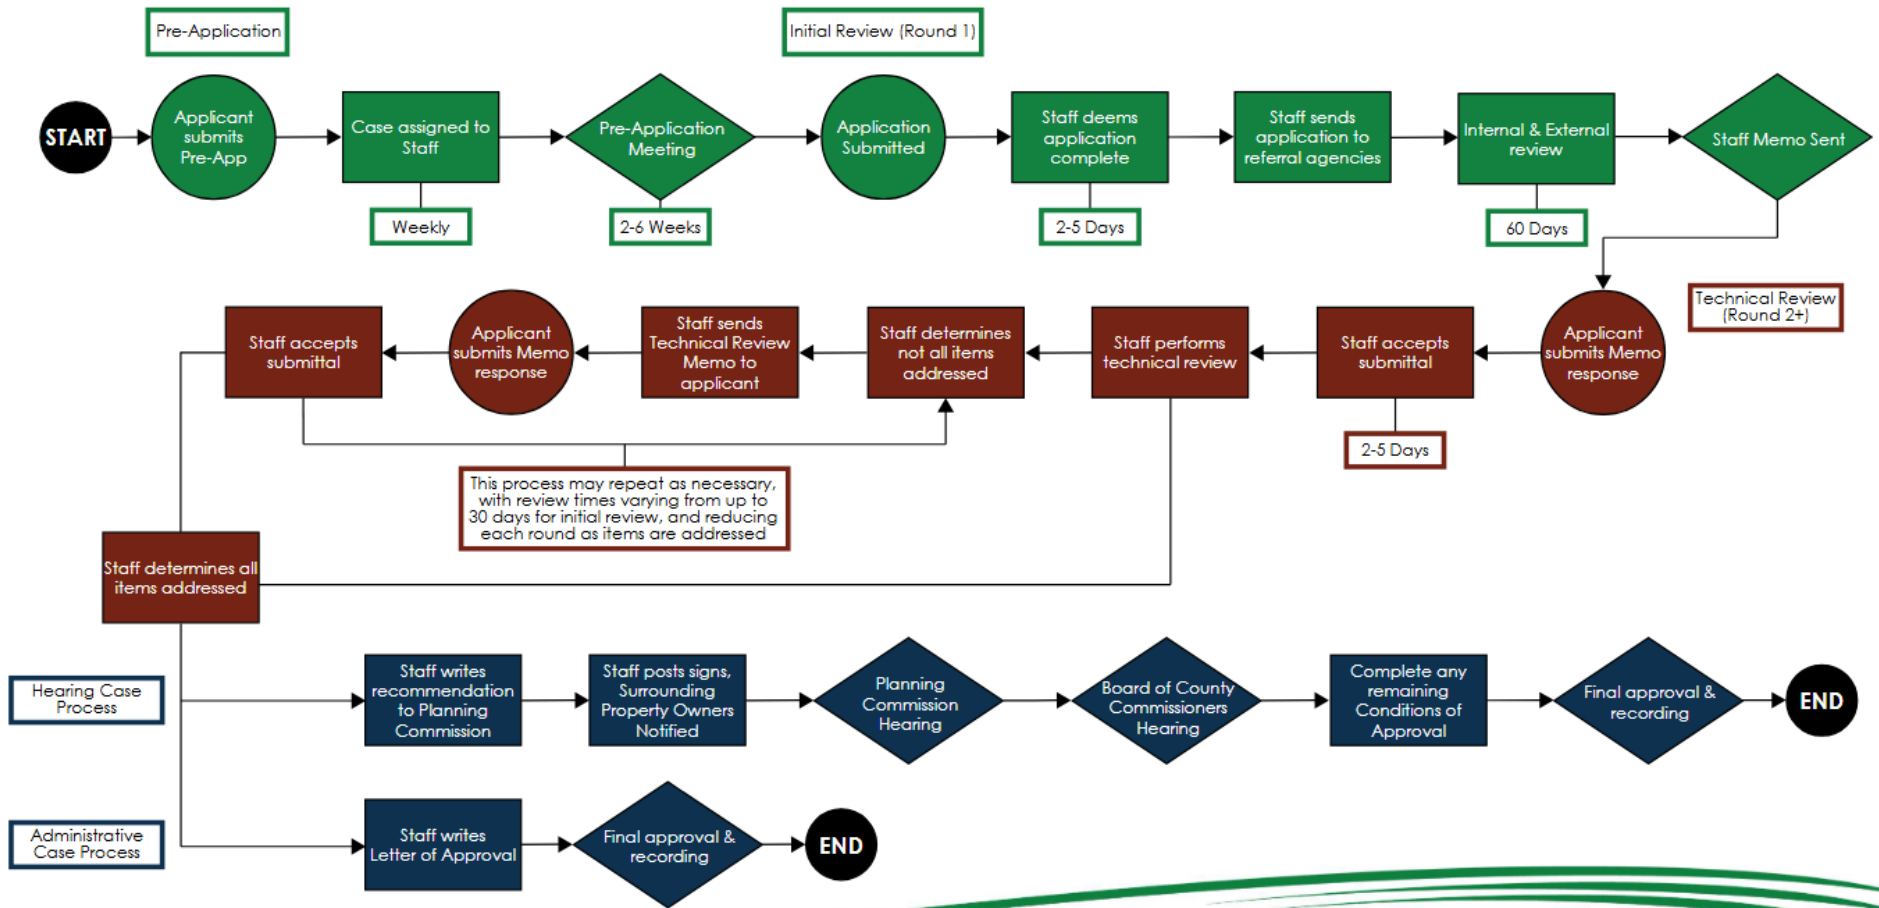 Pre-Application
Initial Review (Round 1)
START
Applicant
submits
Pre-App
Case assigned to
Staff
Pre-Application
Meeting
Application
Submitted
Staff deems
application
complete
Staff sends
application to
referral agencies
Internal & External
review
Staff Memo Sent
Weekly
2-6 Weeks
2-5 Days
60 Days
Technical Review
(Round 2+)
Applicant
submits Memo
response
Staff accepts
submittal
Staff performs
technical review
Staff determines
not all items
addressed
Staff sends
Technical Review
Memo to
applicant
Applicant
submits Memo
response
Staff accepts
submittal
2-5 Days
This process may repeat as necessary,
with review times varying from up to
30 days for initial review, and reducing
each round as items are addressed
Staff determines all
items addressed
Hearing Case
Process
Staff writes
recommendation
to Planning
Commission
Staff posts signs,
Surrounding
Property Owners
Notified
Planning
Commission
Hearing
Board of County
Commissioners
Hearing
Complete any
remaining
Conditions of
Approval
Final approval &
recording
END
Administrative
Case Process
Staff writes
Letter of Approval
Final approval &
recording
END